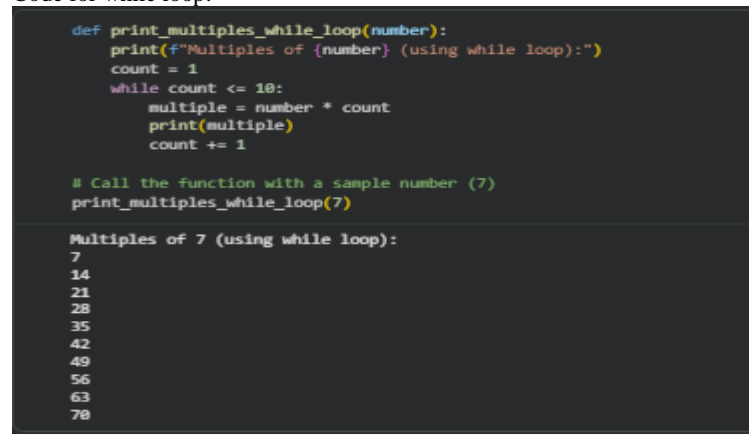 Code for while loop:
def print_multiples_while_loop(number):
    print(f"Multiples of {number} (using while loop):")
    count = 1
    while count <= 10:
        multiple = number * count
        print(multiple)
        count += 1
# Call the function with a sample number (7)
print_multiples_while_loop(7)
Multiples of 7 (using while loop):
7
14
21
28
35
42
49
56
63
70